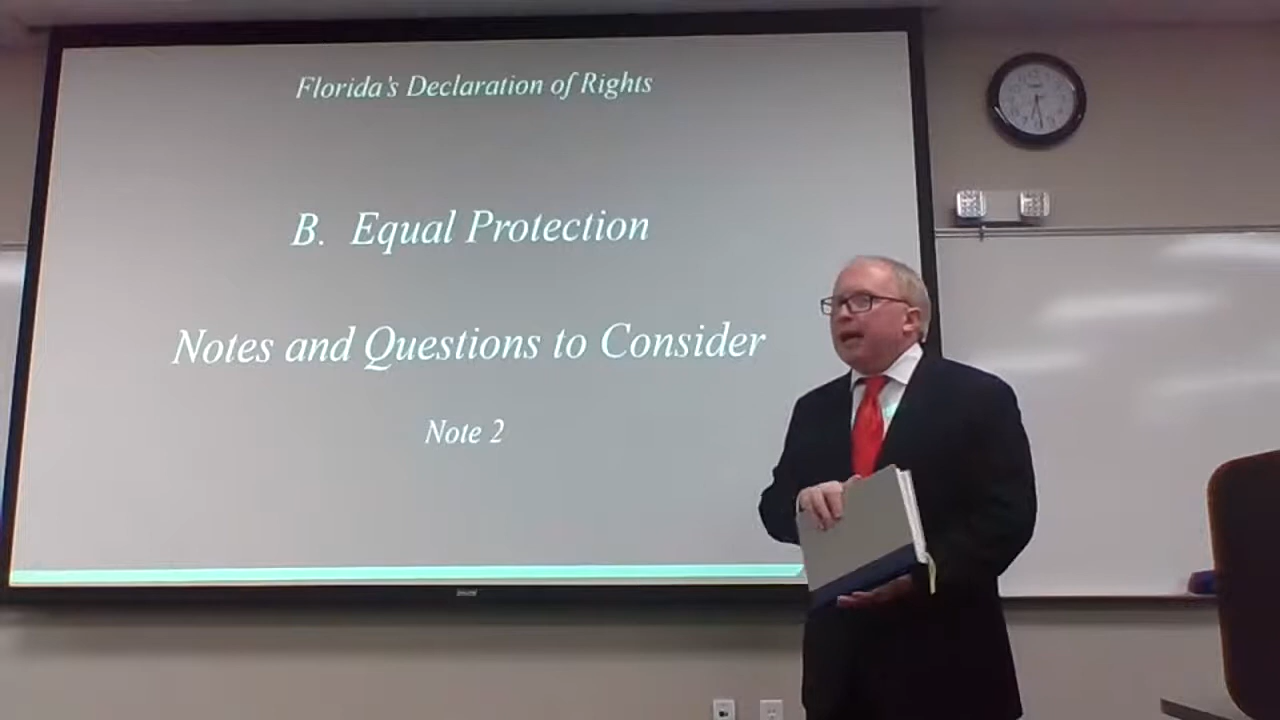 Florida's Declaration of Rights
B. Equal Protection
Notes and Questions to Consider
Note 2